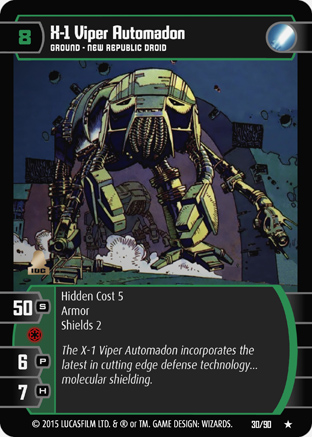 8
X-1 Viper Automadon
GROUND - NEW REPUBLIC DROID
50 S
6 P
7 H
Hidden Cost 5
Armor
Shields 2
The X-1 Viper Automadon incorporates the
latest in cutting edge defense technology...
molecular shielding.
© 2015 LUCASFILM LTD. & ® or TM. GAME DESIGN: WIZARDS.
30/90